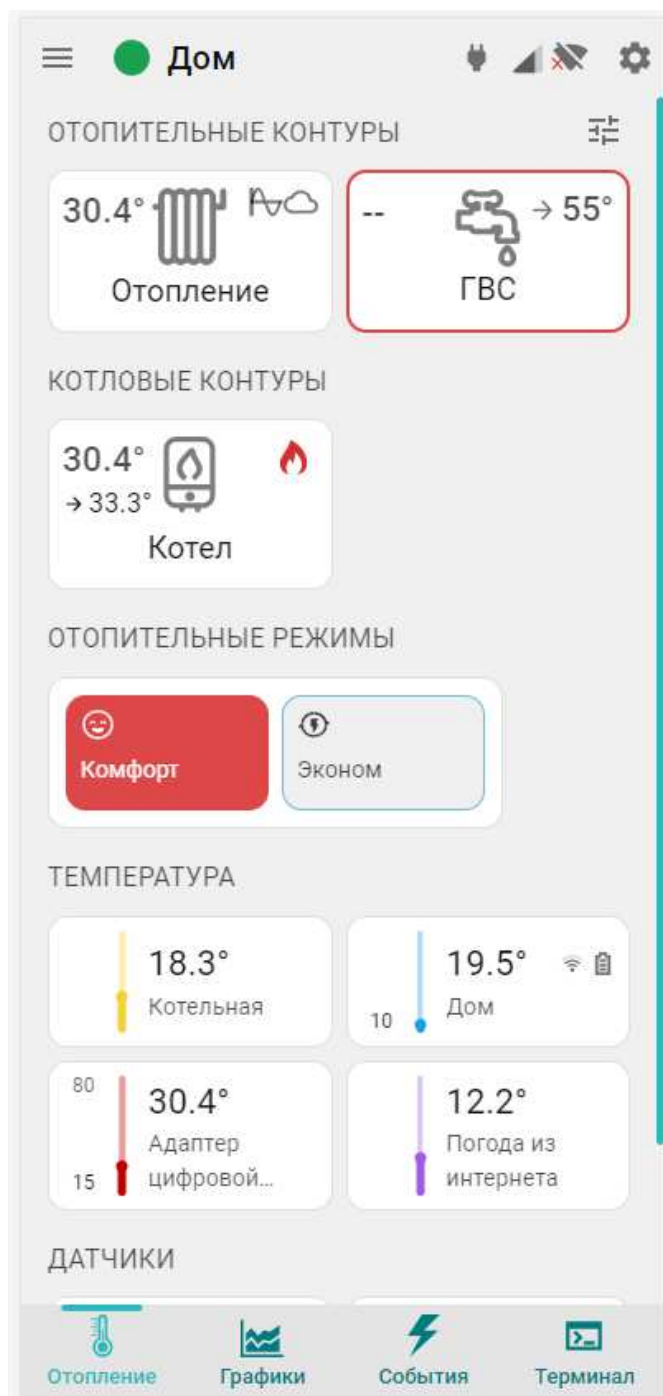 Дом
ОТОПИТЕЛЬНЫЕ КОНТУРЫ
30.4°
Отопление
-- → 55°
ГВС
КОТЛОВЫЕ КОНТУРЫ
30.4°
→ 33.3°
Котел
ОТОПИТЕЛЬНЫЕ РЕЖИМЫ
Комфорт
Эконом
ТЕМПЕРАТУРА
18.3°
Котельная
19.5°
Дом
10
80
30.4°
Адаптер
цифровой...
15
12.2°
Погода из
интернета
ДАТЧИКИ
Отопление Графики События Терминал